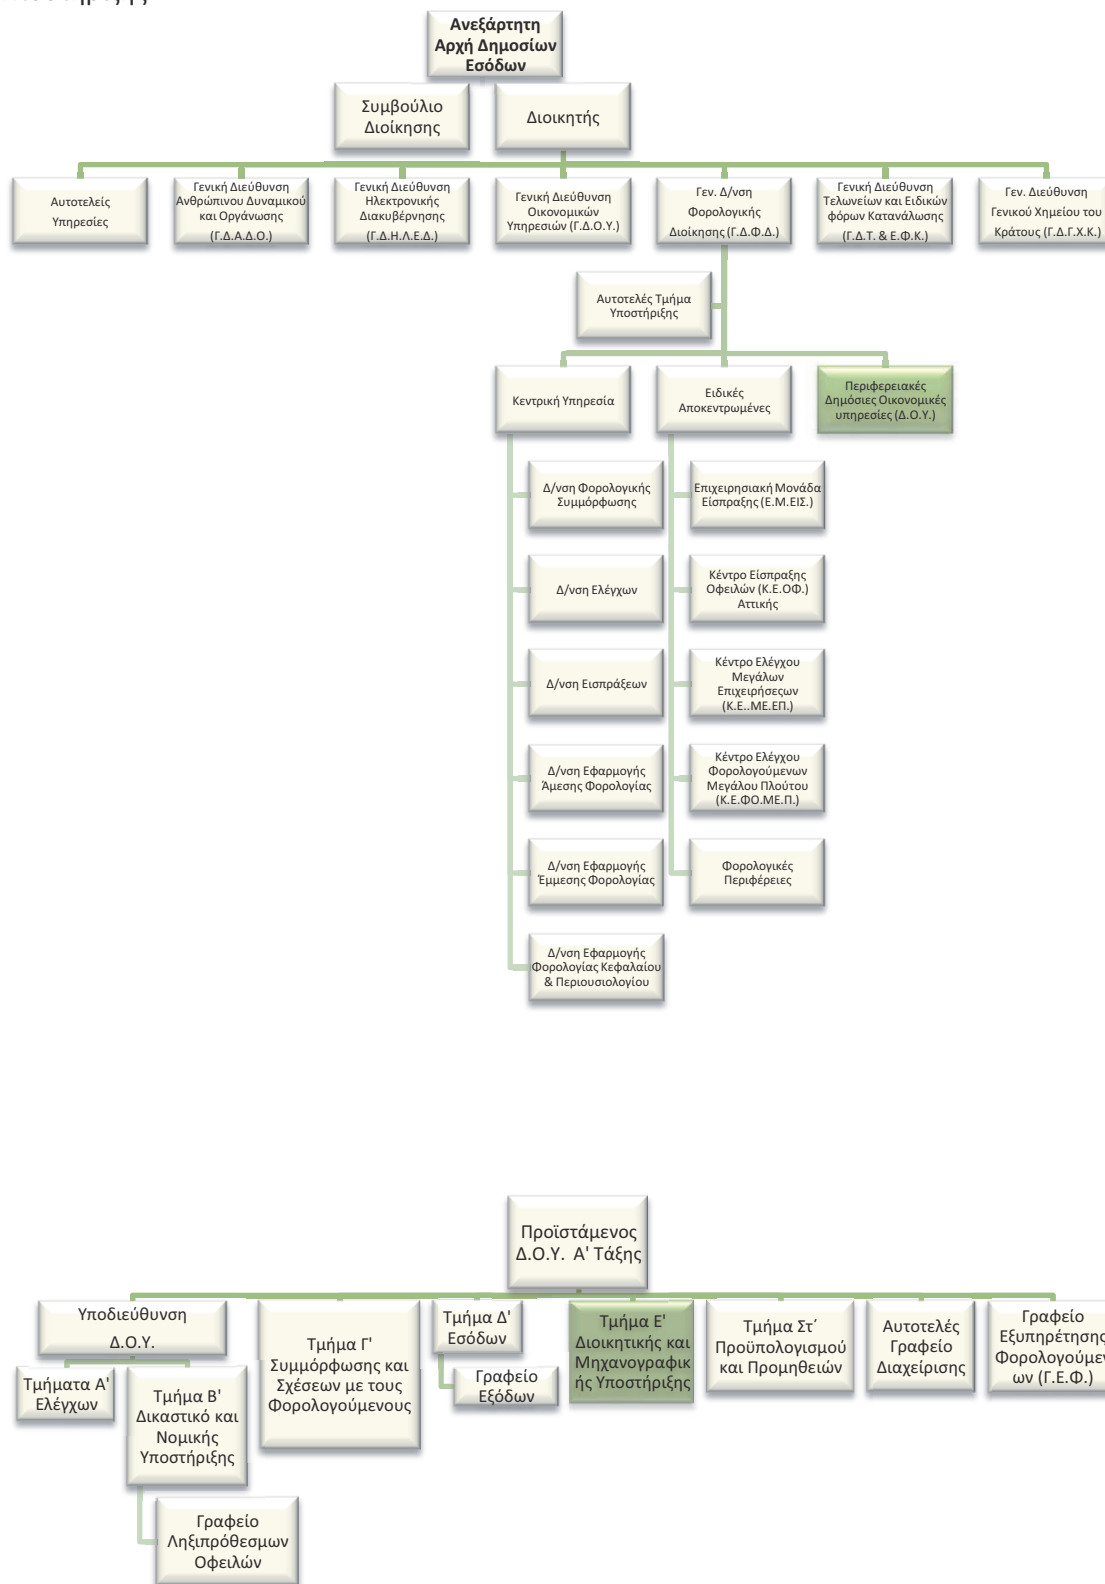 Ανεξάρτητη
Αρχή Δημοσίων
Εσόδων
Συμβούλιο
Διοίκησης
Διοικητής
Αυτοτελείς
Υπηρεσίες
Γενική Διεύθυνση
Ανθρώπινου Δυναμικού
και Οργάνωσης
(Γ.Δ.Α.Δ.Ο.)
Γενική Διεύθυνση
Ηλεκτρονικής
Διακυβέρνησης
(Γ.Δ.Η.Λ.Ε.Δ.)
Γενική Διεύθυνση
Οικονομικών
Υπηρεσιών (Γ.Δ.Ο.Υ.)
Γεν. Δ/νση
Φορολογικής
Διοίκησης (Γ.Δ.Φ.Δ.)
Γενική Διεύθυνση
Τελωνείων και Ειδικών
φόρων Κατανάλωσης
(Γ.Δ.Τ. & Ε.Φ.Κ.)
Γεν. Διεύθυνση
Γενικού Χημείου του
Κράτους (Γ.Δ.Γ.Χ.Κ.)
Αυτοτελές Τμήμα
Υποστήριξης
Κεντρική Υπηρεσία
Ειδικές
Αποκεντρωμένες
Περιφερειακές
Δημόσιες Οικονομικές
υπηρεσίες (Δ.Ο.Υ.)
Δ/νση Φορολογικής
Συμμόρφωσης
Δ/νση Ελέγχων
Δ/νση Εισπράξεων
Δ/νση Εφαρμογής
Άμεσης Φορολογίας
Δ/νση Εφαρμογής
Έμμεσης Φορολογίας
Δ/νση Εφαρμογής
Φορολογίας Κεφαλαίου
& Περιουσιολογίου
Επιχειρησιακή Μονάδα
Είσπραξης (Ε.Μ.ΕΙΣ.)
Κέντρο Είσπραξης
Οφειλών (Κ.Ε.ΟΦ.)
Αττικής
Κέντρο Ελέγχου
Μεγάλων
Επιχειρήσεςων
(Κ.Ε..ΜΕ.ΕΠ.)
Κέντρο Ελέγχου
Φορολογούμενων
Μεγάλου Πλούτου
(Κ.Ε.ΦΟ.ΜΕ.Π.)
Φορολογικές
Περιφέρειες
Προϊστάμενος
Δ.Ο.Υ. Α' Τάξης
Υποδιεύθυνση
Δ.Ο.Υ.
Τμήματα Α'
Ελέγχων
Τμήμα Β'
Δικαστικό και
Νομικής
Υποστήριξης
Γραφείο
Ληξιπρόθεσμων
Οφειλών
Τμήμα Γ'
Συμμόρφωσης και
Σχέσεων με τους
Φορολογούμενους
Τμήμα Δ'
Εσόδων
Γραφείο
Εξόδων
Τμήμα Ε'
Διοικητικής και
Μηχανογραφικ
ής Υποστήριξης
Τμήμα Στ΄
Προϋπολογισμού
και Προμηθειών
Αυτοτελές
Γραφείο
Διαχείρισης
Γραφείο
Εξυπηρέτησης
Φορολογούμεν
ων (Γ.Ε.Φ.)